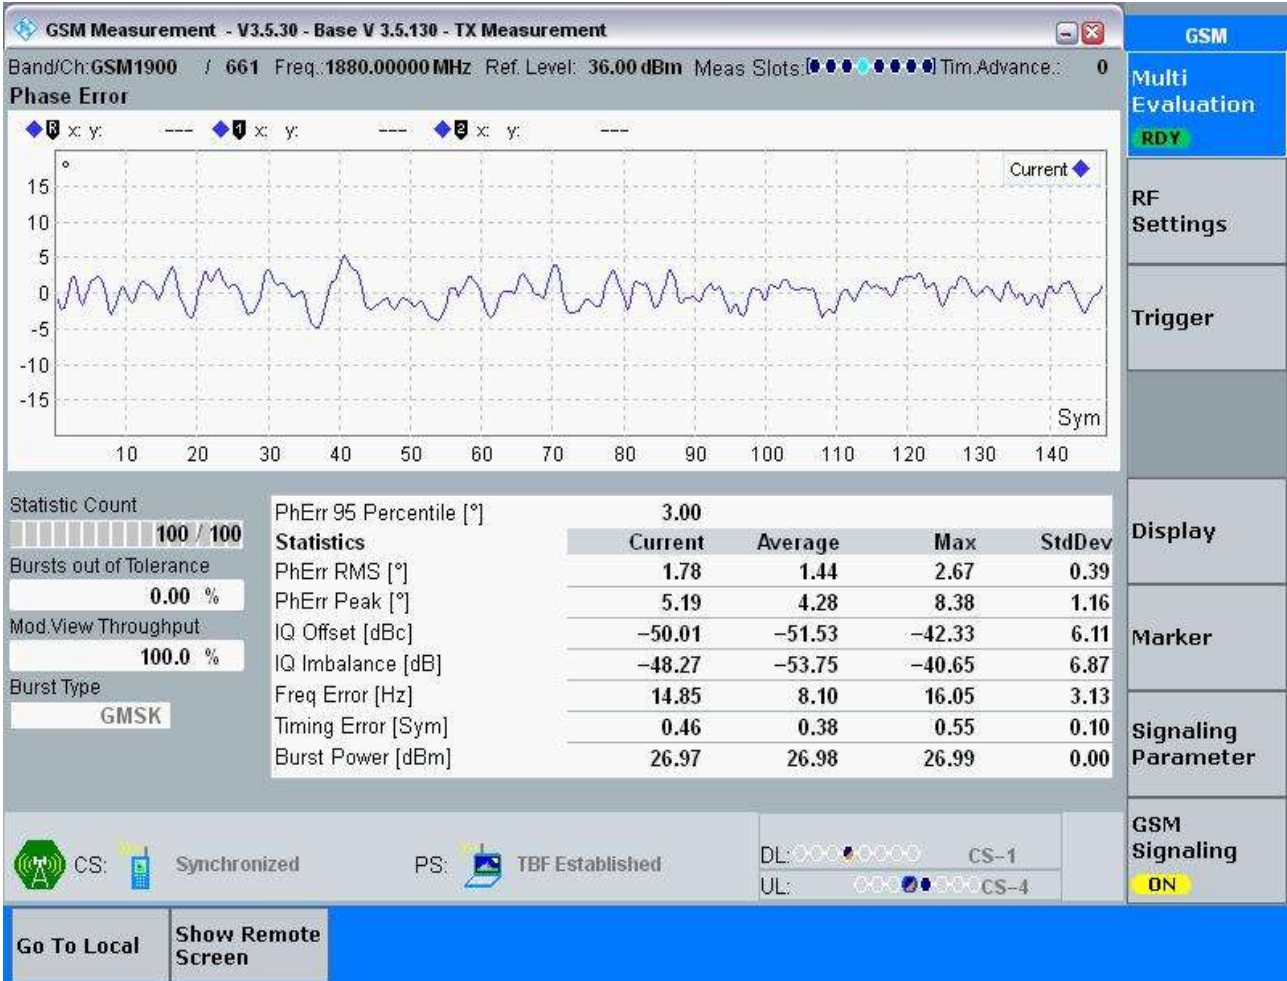 GSM Measurement - V3.5.30 - Base V 3.5.130 - TX Measurement
Band/Ch:GSM1900 / 661 Freq.:1880.00000 MHz Ref. Level: 36.00 dBm Meas Slots: Tim.Advance.: 0
Phase Error
R x: y: --- 1 x: y: --- 2 x: y: ---
°
Current
15
10
5
0
-5
-10
-15
Sym
10 20 30 40 50 60 70 80 90 100 110 120 130 140
Statistic Count
100 / 100
Bursts out of Tolerance
0.00 %
Mod.View Throughput
100.0 %
Burst Type
GMSK
PhErr 95 Percentile [°] 3.00
Statistics Current Average Max StdDev
PhErr RMS [°] 1.78 1.44 2.67 0.39
PhErr Peak [°] 5.19 4.28 8.38 1.16
IQ Offset [dBc] −50.01 −51.53 −42.33 6.11
IQ Imbalance [dB] −48.27 −53.75 −40.65 6.87
Freq Error [Hz] 14.85 8.10 16.05 3.13
Timing Error [Sym] 0.46 0.38 0.55 0.10
Burst Power [dBm] 26.97 26.98 26.99 0.00
CS: Synchronized PS: TBF Established
DL: CS-1
UL: CS-4
GSM
Multi
Evaluation
RDY
RF
Settings
Trigger
Display
Marker
Signaling
Parameter
GSM
Signaling
ON
Go To Local
Show Remote
Screen